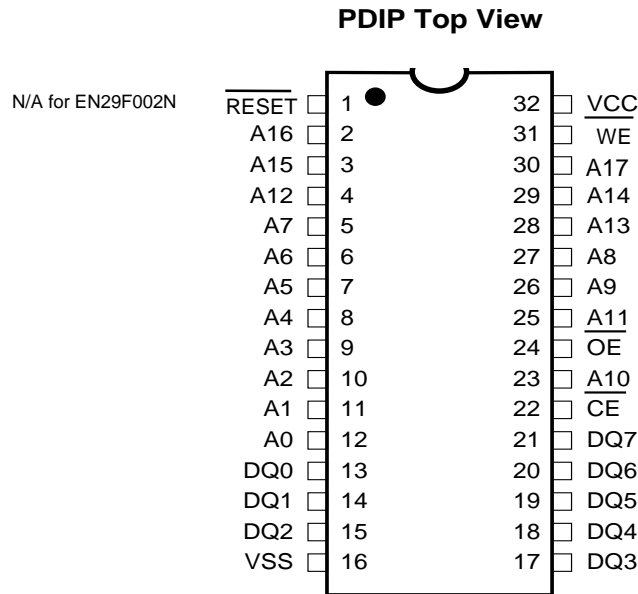 PDIP Top View
N/A for EN29F002N
RESET 1 32 VCC
A16 2 31 WE
A15 3 30 A17
A12 4 29 A14
A7 5 28 A13
A6 6 27 A8
A5 7 26 A9
A4 8 25 A11
A3 9 24 OE
A2 10 23 A10
A1 11 22 CE
A0 12 21 DQ7
DQ0 13 20 DQ6
DQ1 14 19 DQ5
DQ2 15 18 DQ4
VSS 16 17 DQ3